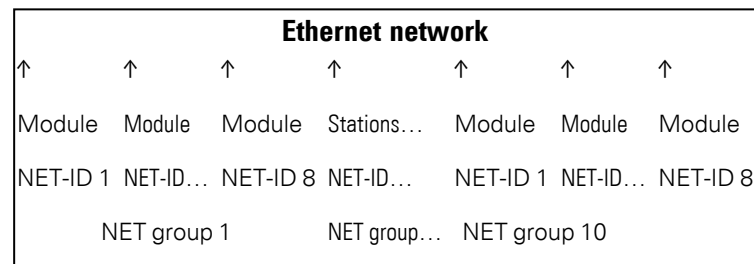 Ethernet network
↑ ↑ ↑ ↑ ↑ ↑ ↑
Module Module Module Stations… Module Module Module
NET-ID 1 NET-ID… NET-ID 8 NET-ID… NET-ID 1 NET-ID… NET-ID 8
NET group 1 NET group… NET group 10